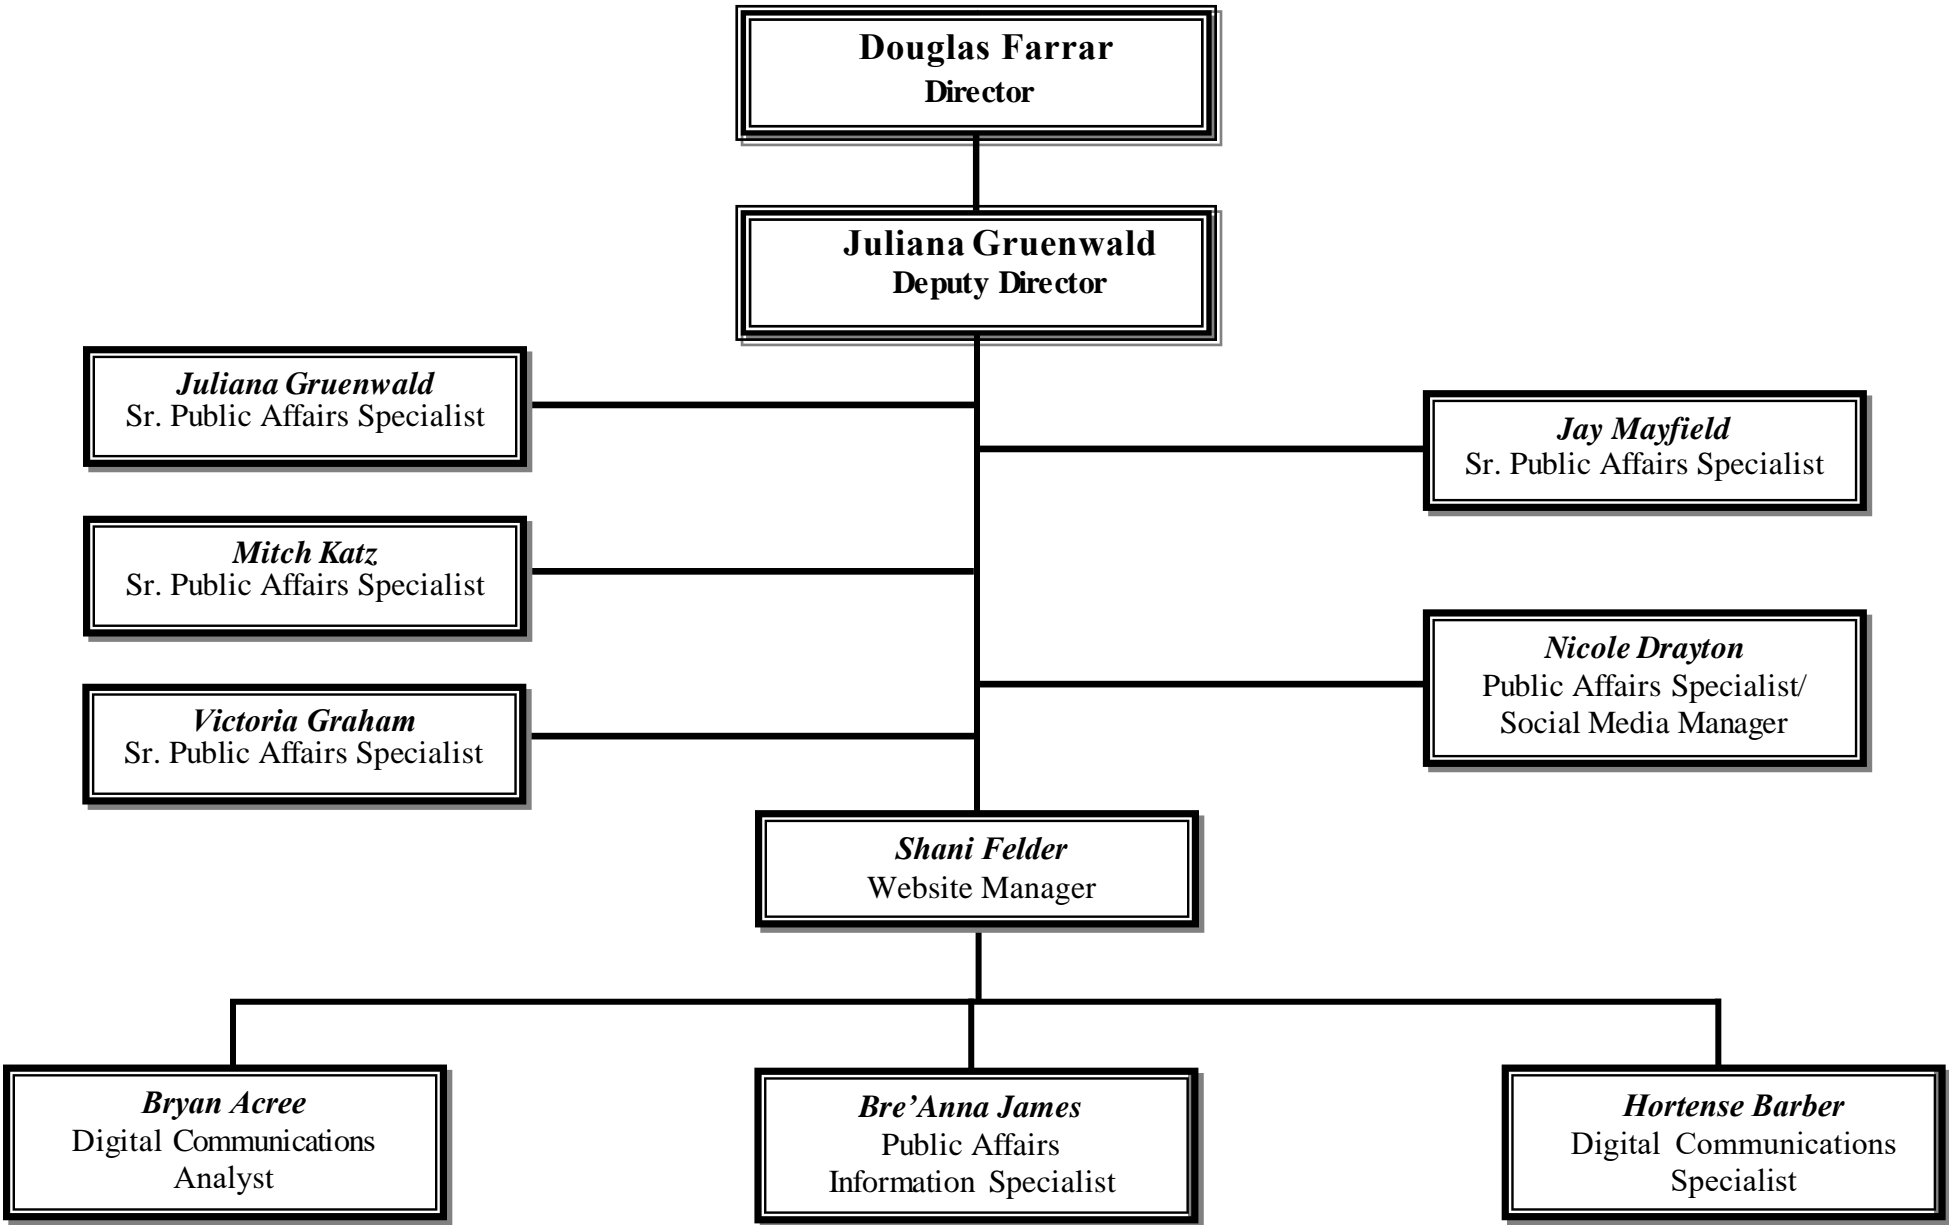 Douglas Farrar
Director
Juliana Gruenwald
Deputy Director
Juliana Gruenwald
Sr. Public Affairs Specialist
Jay Mayfield
Sr. Public Affairs Specialist
Mitch Katz
Sr. Public Affairs Specialist
Nicole Drayton
Public Affairs Specialist/
Social Media Manager
Victoria Graham
Sr. Public Affairs Specialist
Shani Felder
Website Manager
Bryan Acree
Digital Communications
Analyst
Bre’Anna James
Public Affairs
Information Specialist
Hortense Barber
Digital Communications
Specialist